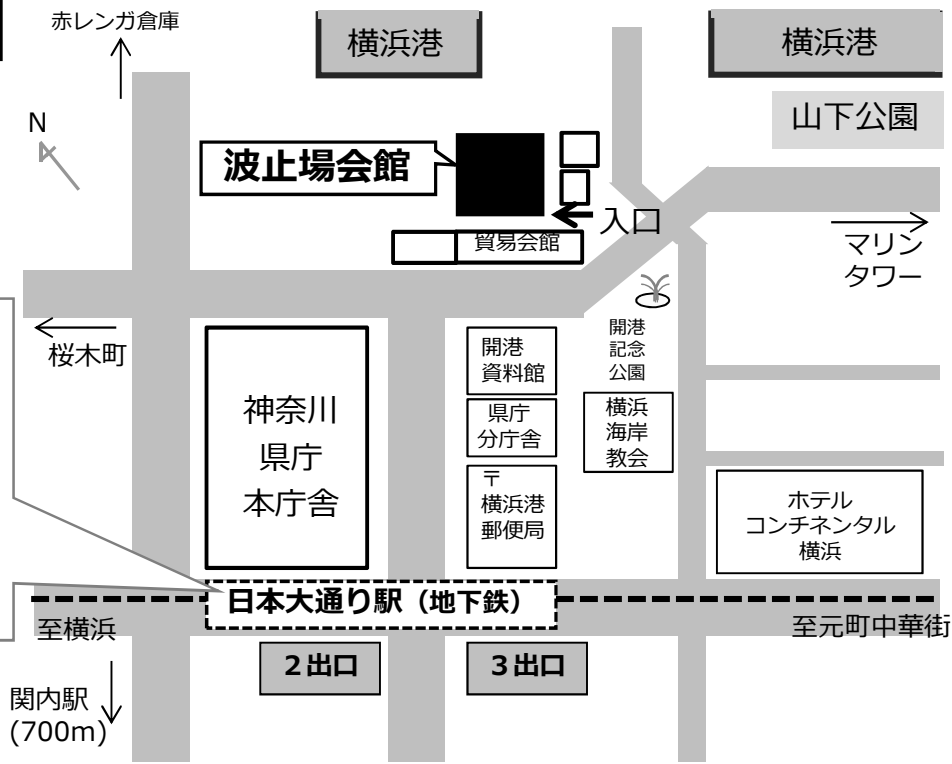 赤レンガ倉庫
横浜港
横浜港
山下公園
N
波止場会館
入口
貿易会館
マリン
タワー
桜木町
開港
記念
公園
開港
資料館
神奈川
県庁
本庁舎
県庁
分庁舎
横浜
海岸
教会
〒
横浜港
郵便局
ホテル
コンチネンタル
横浜
日本大通り駅（地下鉄）
至横浜
至元町中華街
2出口
3出口
関内駅
(700m)